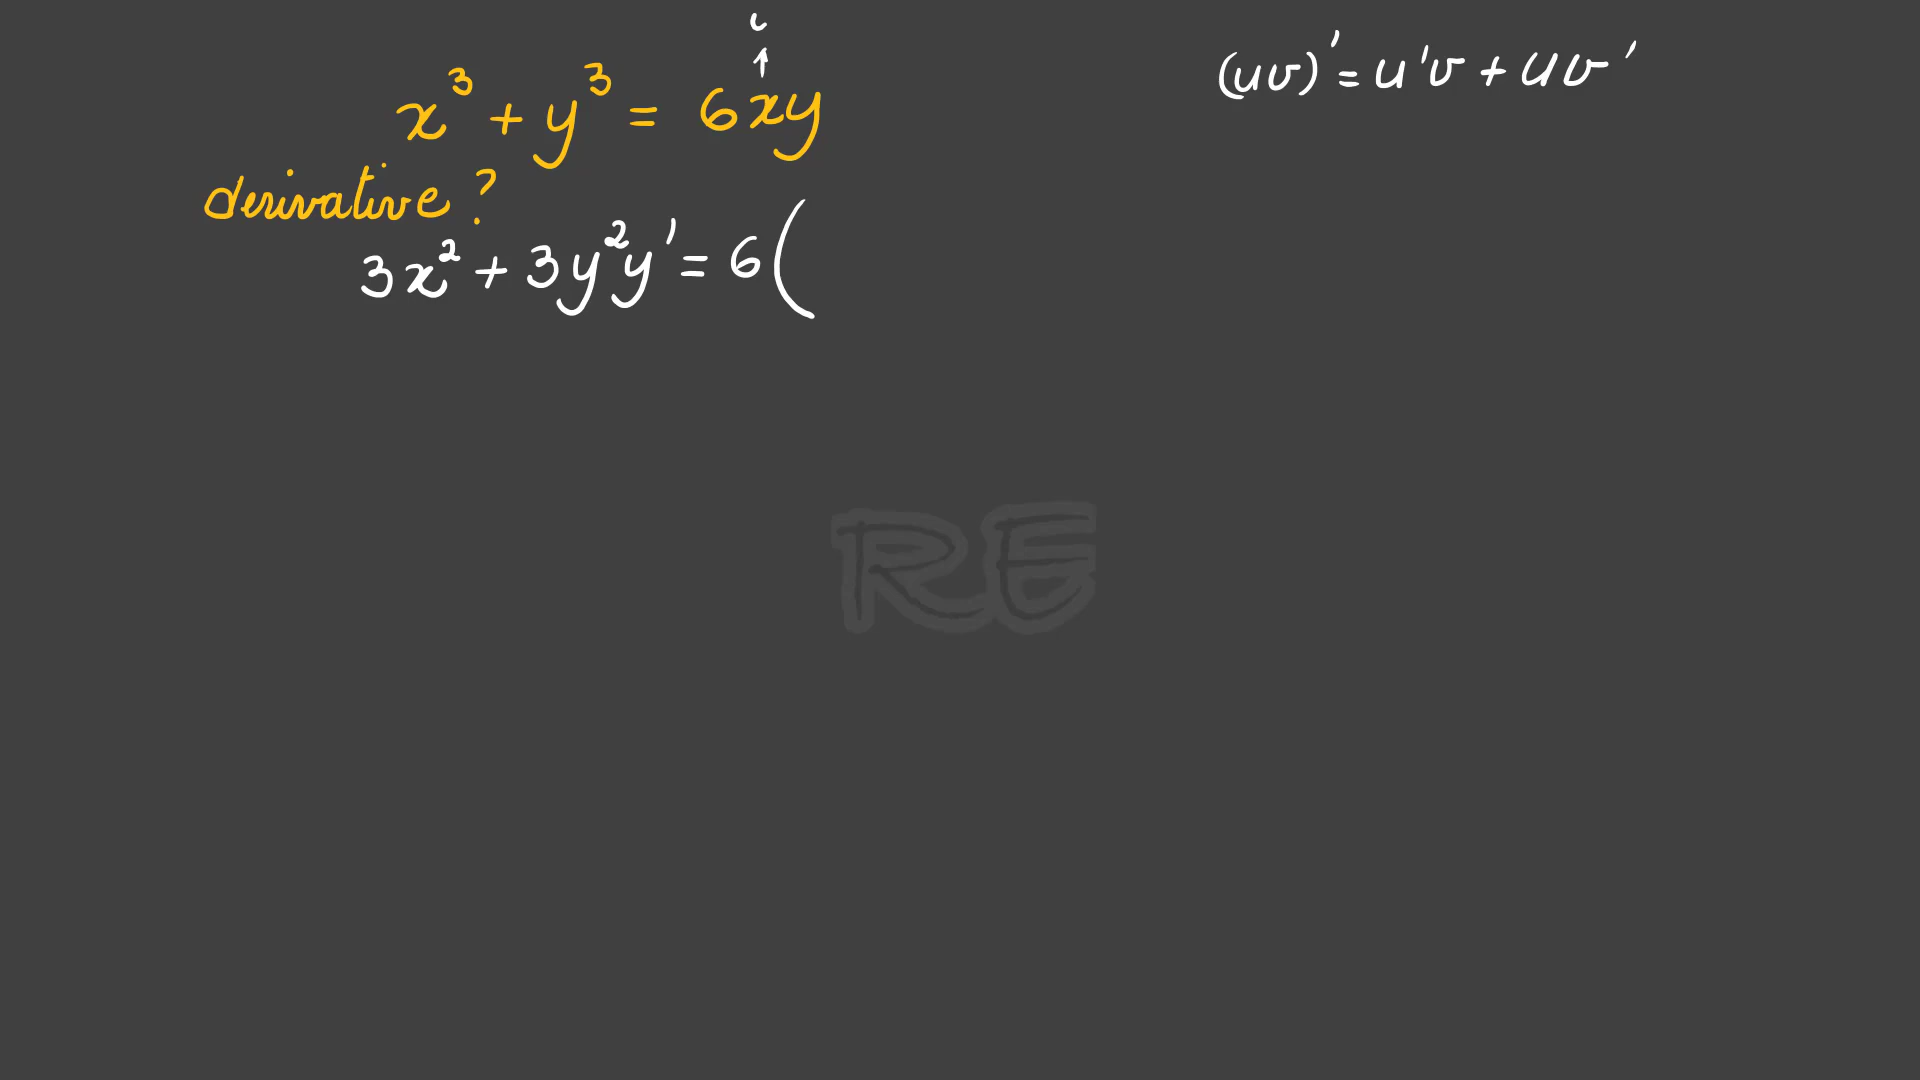 u
↑
x³ + y³ = 6xy
(uv)' = u'v + uv'
derivative ?
3x² + 3y²y' = 6(
RE